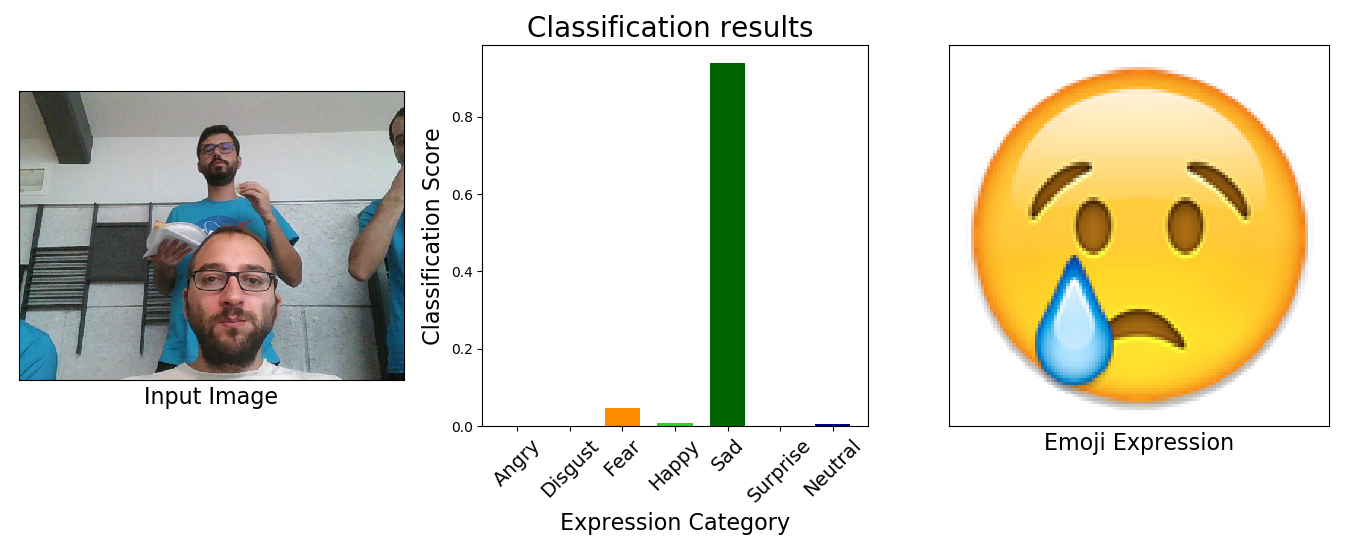 Classification results
Classification Score
0.8
0.6
0.4
0.2
0.0
Angry
Disgust
Fear
Happy
Sad
Surprise
Neutral
Expression Category
Input Image
Emoji Expression